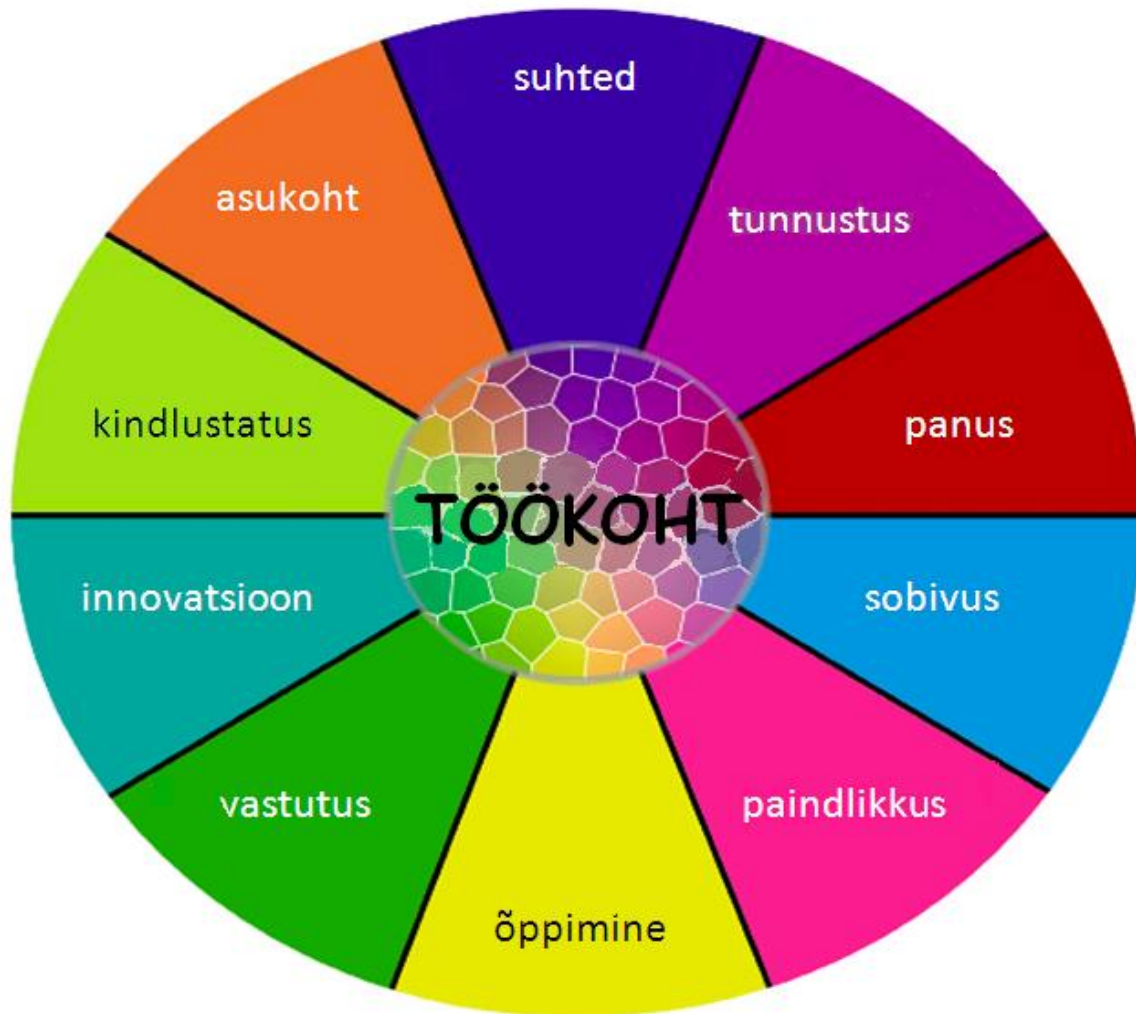 suhted
asukoht
tunnustus
kindlustatus
panus
TÖÖKOHT
innovatsioon
sobivus
vastutus
paindlikkus
õppimine